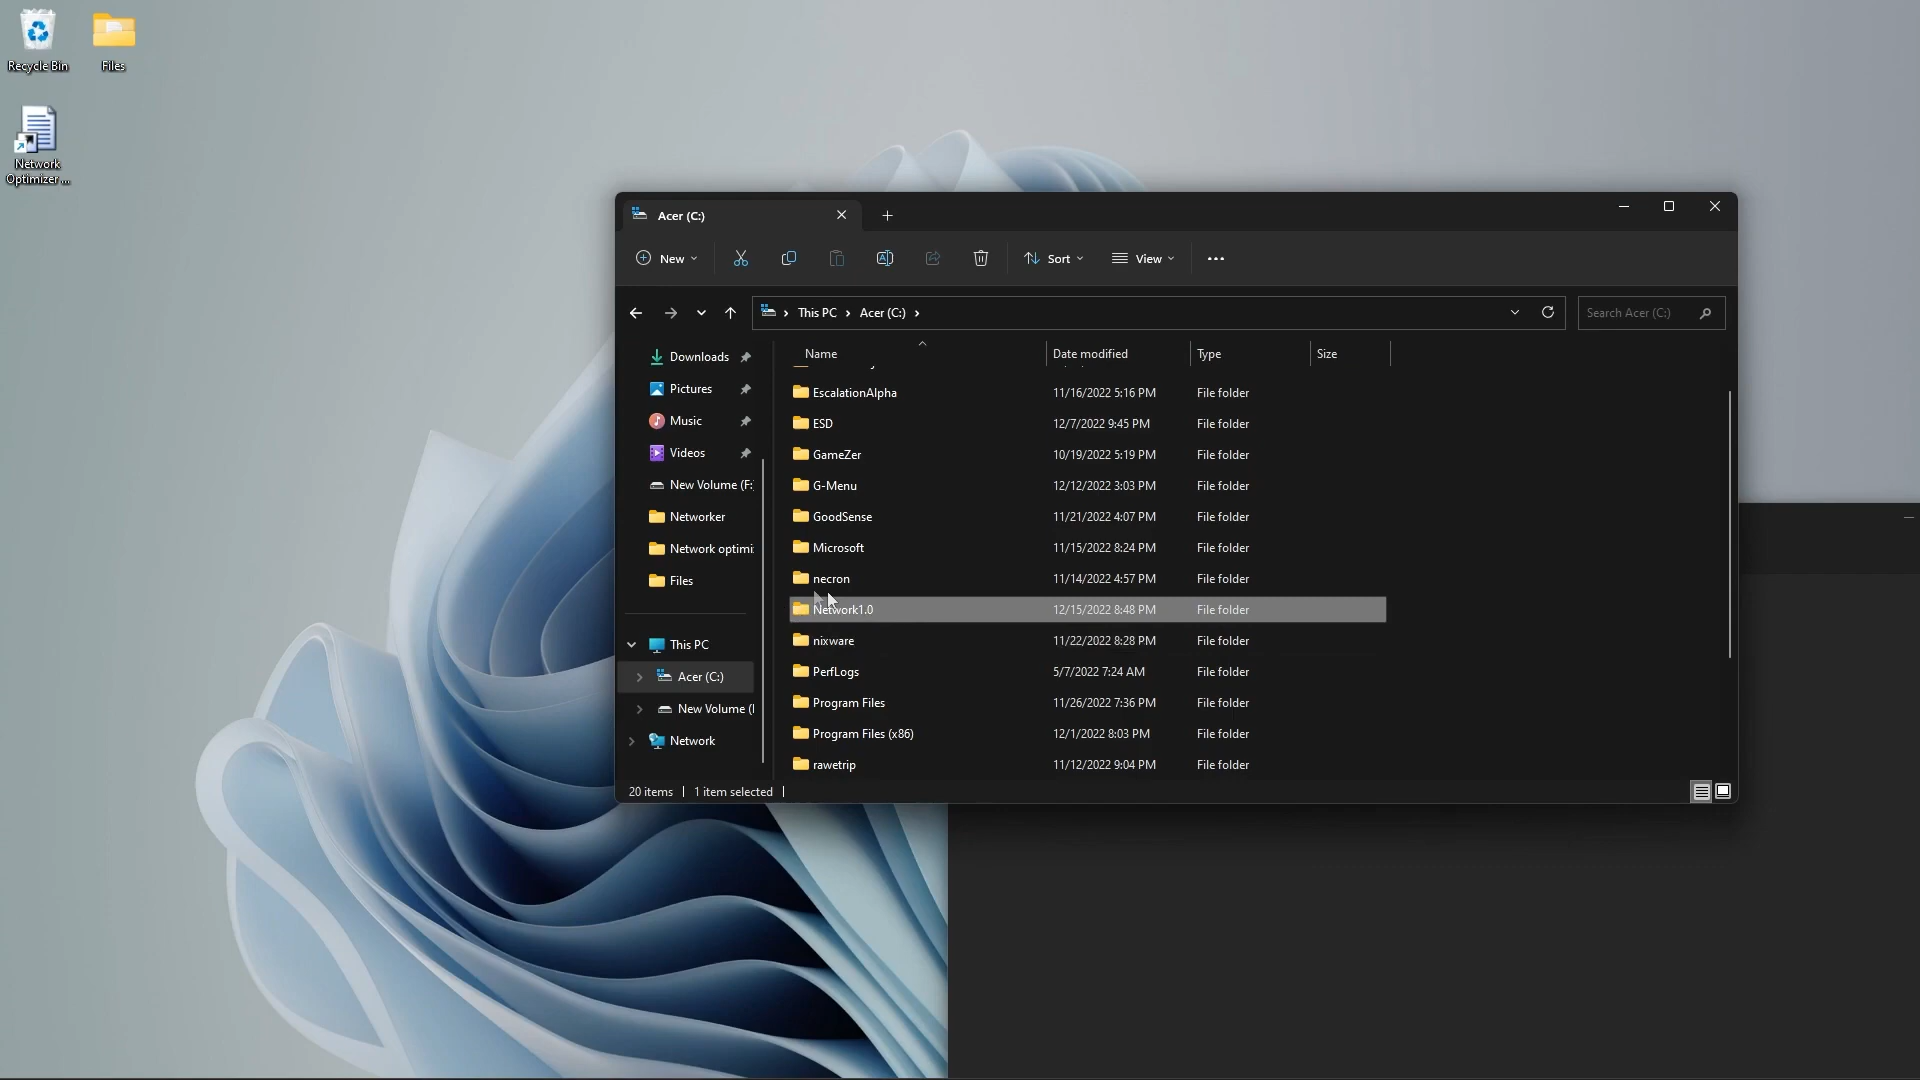 Recycle Bin
Files
Network
Optimizer ...
Acer (C:)
New
Sort
View
This PC
Acer (C:)
Search Acer (C:)
Downloads
Pictures
Music
Videos
New Volume (F:
Networker
Network optimi:
Files
This PC
Acer (C:)
New Volume (I
Network
Name Date modified Type Size
EscalationAlpha 11/16/2022 5:16 PM File folder
ESD 12/7/2022 9:45 PM File folder
GameZer 10/19/2022 5:19 PM File folder
G-Menu 12/12/2022 3:03 PM File folder
GoodSense 11/21/2022 4:07 PM File folder
Microsoft 11/15/2022 8:24 PM File folder
necron 11/14/2022 4:57 PM File folder
Network1.0 12/15/2022 8:48 PM File folder
nixware 11/22/2022 8:28 PM File folder
PerfLogs 5/7/2022 7:24 AM File folder
Program Files 11/26/2022 7:36 PM File folder
Program Files (x86) 12/1/2022 8:03 PM File folder
rawetrip 11/12/2022 9:04 PM File folder
20 items 1 item selected